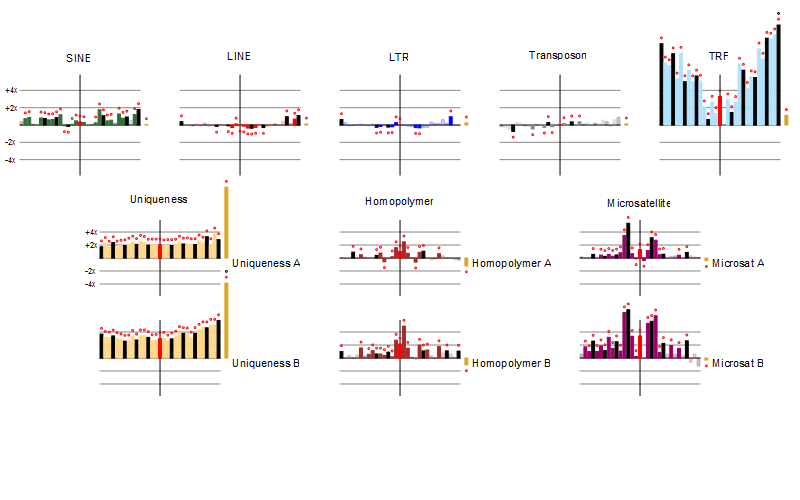 SINE LINE LTR Transposon TRF
+4x
+2x
-2x
-4x
Uniqueness Homopolymer Microsatellite
+4x
+2x
Uniqueness A Homopolymer A Microsat A
-2x
-4x
Uniqueness B Homopolymer B Microsat B